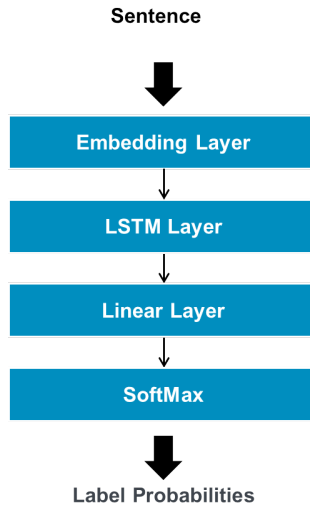 Sentence
Embedding Layer
LSTM Layer
Linear Layer
SoftMax
Label Probabilities